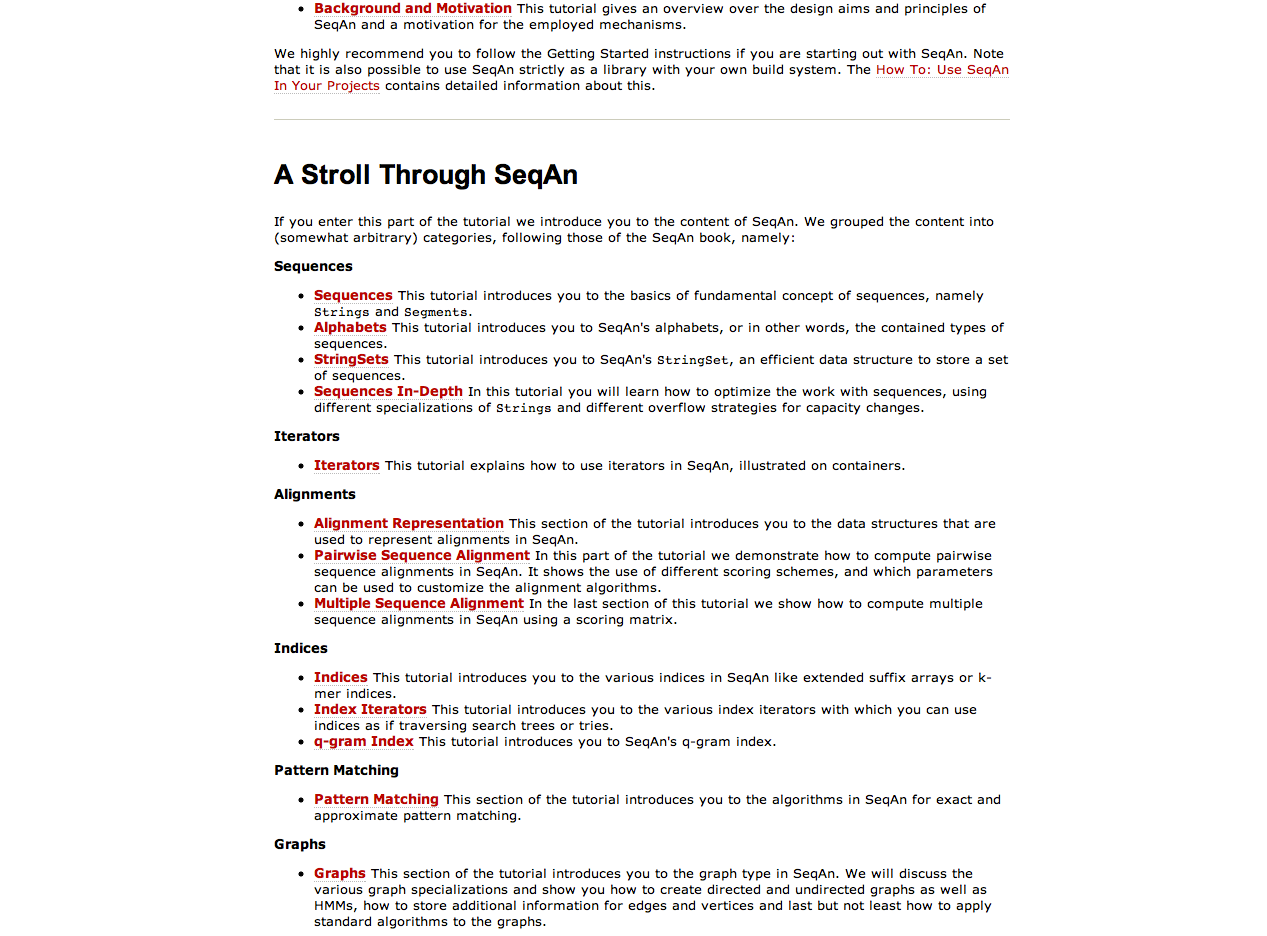 • Background and Motivation This tutorial gives an overview over the design aims and principles of
SeqAn and a motivation for the employed mechanisms.
We highly recommend you to follow the Getting Started instructions if you are starting out with SeqAn. Note
that it is also possible to use SeqAn strictly as a library with your own build system. The How To: Use SeqAn
In Your Projects contains detailed information about this.
A Stroll Through SeqAn
If you enter this part of the tutorial we introduce you to the content of SeqAn. We grouped the content into
(somewhat arbitrary) categories, following those of the SeqAn book, namely:
Sequences
• Sequences This tutorial introduces you to the basics of fundamental concept of sequences, namely
Strings and Segments.
• Alphabets This tutorial introduces you to SeqAn's alphabets, or in other words, the contained types of
sequences.
• StringSets This tutorial introduces you to SeqAn's StringSet, an efficient data structure to store a set
of sequences.
• Sequences In-Depth In this tutorial you will learn how to optimize the work with sequences, using
different specializations of Strings and different overflow strategies for capacity changes.
Iterators
• Iterators This tutorial explains how to use iterators in SeqAn, illustrated on containers.
Alignments
• Alignment Representation This section of the tutorial introduces you to the data structures that are
used to represent alignments in SeqAn.
• Pairwise Sequence Alignment In this part of the tutorial we demonstrate how to compute pairwise
sequence alignments in SeqAn. It shows the use of different scoring schemes, and which parameters
can be used to customize the alignment algorithms.
• Multiple Sequence Alignment In the last section of this tutorial we show how to compute multiple
sequence alignments in SeqAn using a scoring matrix.
Indices
• Indices This tutorial introduces you to the various indices in SeqAn like extended suffix arrays or k-
mer indices.
• Index Iterators This tutorial introduces you to the various index iterators with which you can use
indices as if traversing search trees or tries.
• q-gram Index This tutorial introduces you to SeqAn's q-gram index.
Pattern Matching
• Pattern Matching This section of the tutorial introduces you to the algorithms in SeqAn for exact and
approximate pattern matching.
Graphs
• Graphs This section of the tutorial introduces you to the graph type in SeqAn. We will discuss the
various graph specializations and show you how to create directed and undirected graphs as well as
HMMs, how to store additional information for edges and vertices and last but not least how to apply
standard algorithms to the graphs.